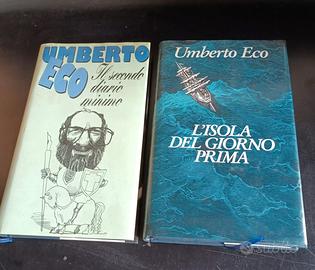 UMBERTO
ECO
Il secondo
diario
minimo
Umberto Eco
L'ISOLA
DEL GIORNO
PRIMA